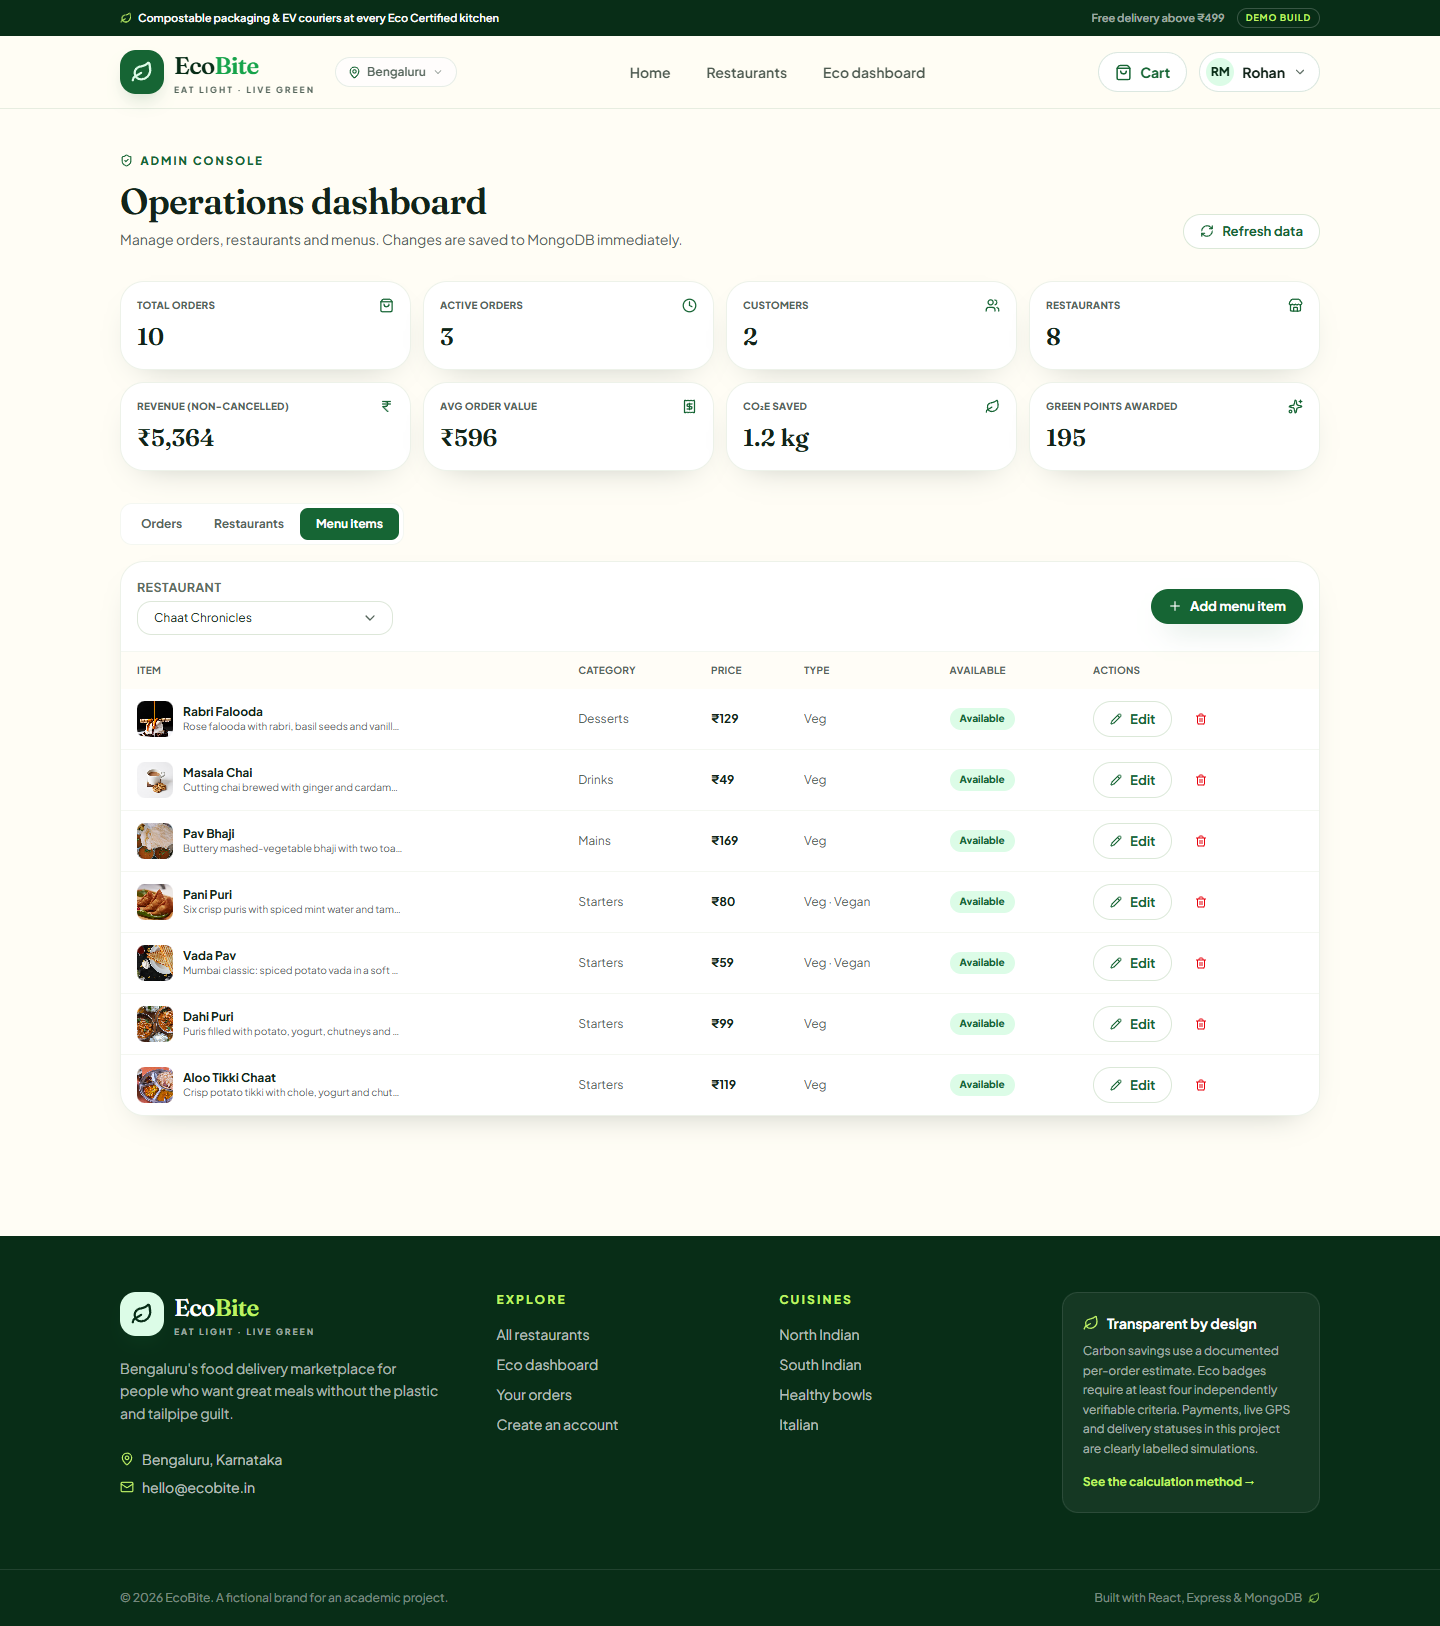 Compostable packaging & EV couriers at every Eco Certified kitchen
Free delivery above ₹499
DEMO BUILD
EcoBite
EAT LIGHT · LIVE GREEN
Bengaluru
Home
Restaurants
Eco dashboard
Cart
RM
Rohan
ADMIN CONSOLE
Operations dashboard
Manage orders, restaurants and menus. Changes are saved to MongoDB immediately.
Refresh data
TOTAL ORDERS
10
ACTIVE ORDERS
3
CUSTOMERS
2
RESTAURANTS
8
REVENUE (NON-CANCELLED)
₹5,364
AVG ORDER VALUE
₹596
CO₂E SAVED
1.2 kg
GREEN POINTS AWARDED
195
Orders
Restaurants
Menu Items
RESTAURANT
Chaat Chronicles
Add menu item
ITEM CATEGORY PRICE TYPE AVAILABLE ACTIONS
Rabri Falooda
Rose falooda with rabri, basil seeds and vanill...
Desserts ₹129 Veg Available Edit
Masala Chai
Cutting chai brewed with ginger and cardam...
Drinks ₹49 Veg Available Edit
Pav Bhaji
Buttery mashed-vegetable bhaji with two toa...
Mains ₹169 Veg Available Edit
Pani Puri
Six crisp puris with spiced mint water and tam...
Starters ₹80 Veg · Vegan Available Edit
Vada Pav
Mumbai classic: spiced potato vada in a soft ...
Starters ₹59 Veg · Vegan Available Edit
Dahi Puri
Puris filled with potato, yogurt, chutneys and ...
Starters ₹99 Veg Available Edit
Aloo Tikki Chaat
Crisp potato tikki with chole, yogurt and chut...
Starters ₹119 Veg Available Edit
EcoBite
EAT LIGHT · LIVE GREEN
Bengaluru's food delivery marketplace for
people who want great meals without the plastic
and tailpipe guilt.
Bengaluru, Karnataka
hello@ecobite.in
EXPLORE
All restaurants
Eco dashboard
Your orders
Create an account
CUISINES
North Indian
South Indian
Healthy bowls
Italian
Transparent by design
Carbon savings use a documented
per-order estimate. Eco badges
require at least four independently
verifiable criteria. Payments, live GPS
and delivery statuses in this project
are clearly labelled simulations.
See the calculation method →
© 2026 EcoBite. A fictional brand for an academic project.
Built with React, Express & MongoDB